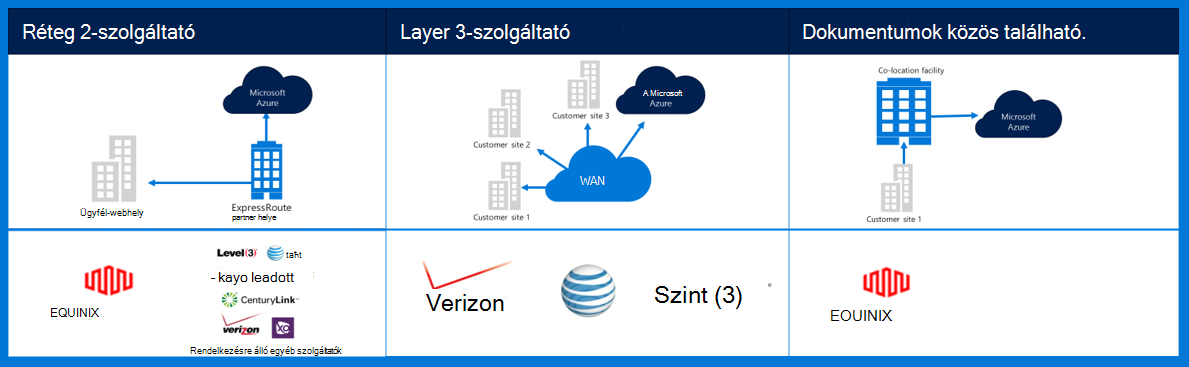 Réteg 2-szolgáltató
Layer 3-szolgáltató
Dokumentumok közös található.
Microsoft
Azure
Ügyfél-webhely
ExpressRoute
partner helye
Customer site 3
A Microsoft
Azure
Customer site 2
WAN
Customer site 1
Co-location facility
Microsoft
Azure
Customer site 1
EQUINIX
Level(3)
taht
- kayo leadott
CenturyLink™
verizon
XO
Rendelkezésre álló egyéb szolgáltatók
Verizon
Szint (3)
EOUINIX